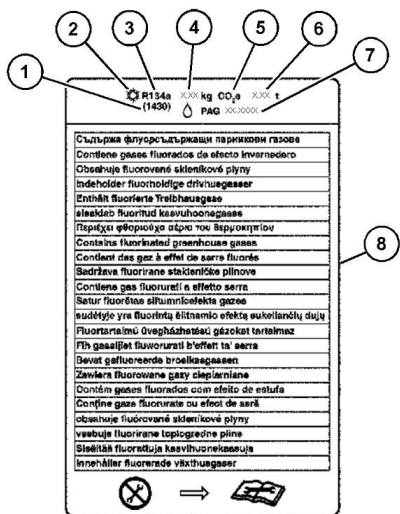 2 3 4 5 6
1 7
R134a XXX kg CO2e XXX t
(1430) PAG XXXXXX
8
Съдържа флуорсъдържащи парникови газове
Contiene gases fluorados de efecto invernadero
Obsahuje fluorované skleníkové plyny
Indeholder fluorholdige drivhusgasser
Enthält fluorierte Treibhausgase
sisaldab fluoritud kasvuhoonegaase
Περιέχει φθοριούχα αέρια του θερμοκηπίου
Contains fluorinated greenhouse gases
Contient des gaz à effet de serre fluorés
Sadržava fluorirane stakleničke plinove
Contiene gas fluorurati a effetto serra
Satur fluorētas siltumnīcefekta gāzes
sudėtyje yra fluorintų šiltnamio efektą sukeliančių dujų
Fluortartalmú üvegházhatású gázokat tartalmaz
Fih gassijiet fluworurati b'effett ta' serra
Bevat gefluoreerde broeikasgassen
Zawiera fluorowane gazy cieplarniane
Contém gases fluorados com efeito de estufa
Conține gaze fluorurate cu efect de seră
obsahuje fluórované skleníkové plyny
vsebuje fluorirane toplogredne pline
Sisältää fluorattuja kasvihuonekaasuja
Innehåller fluorerade växthusgaser